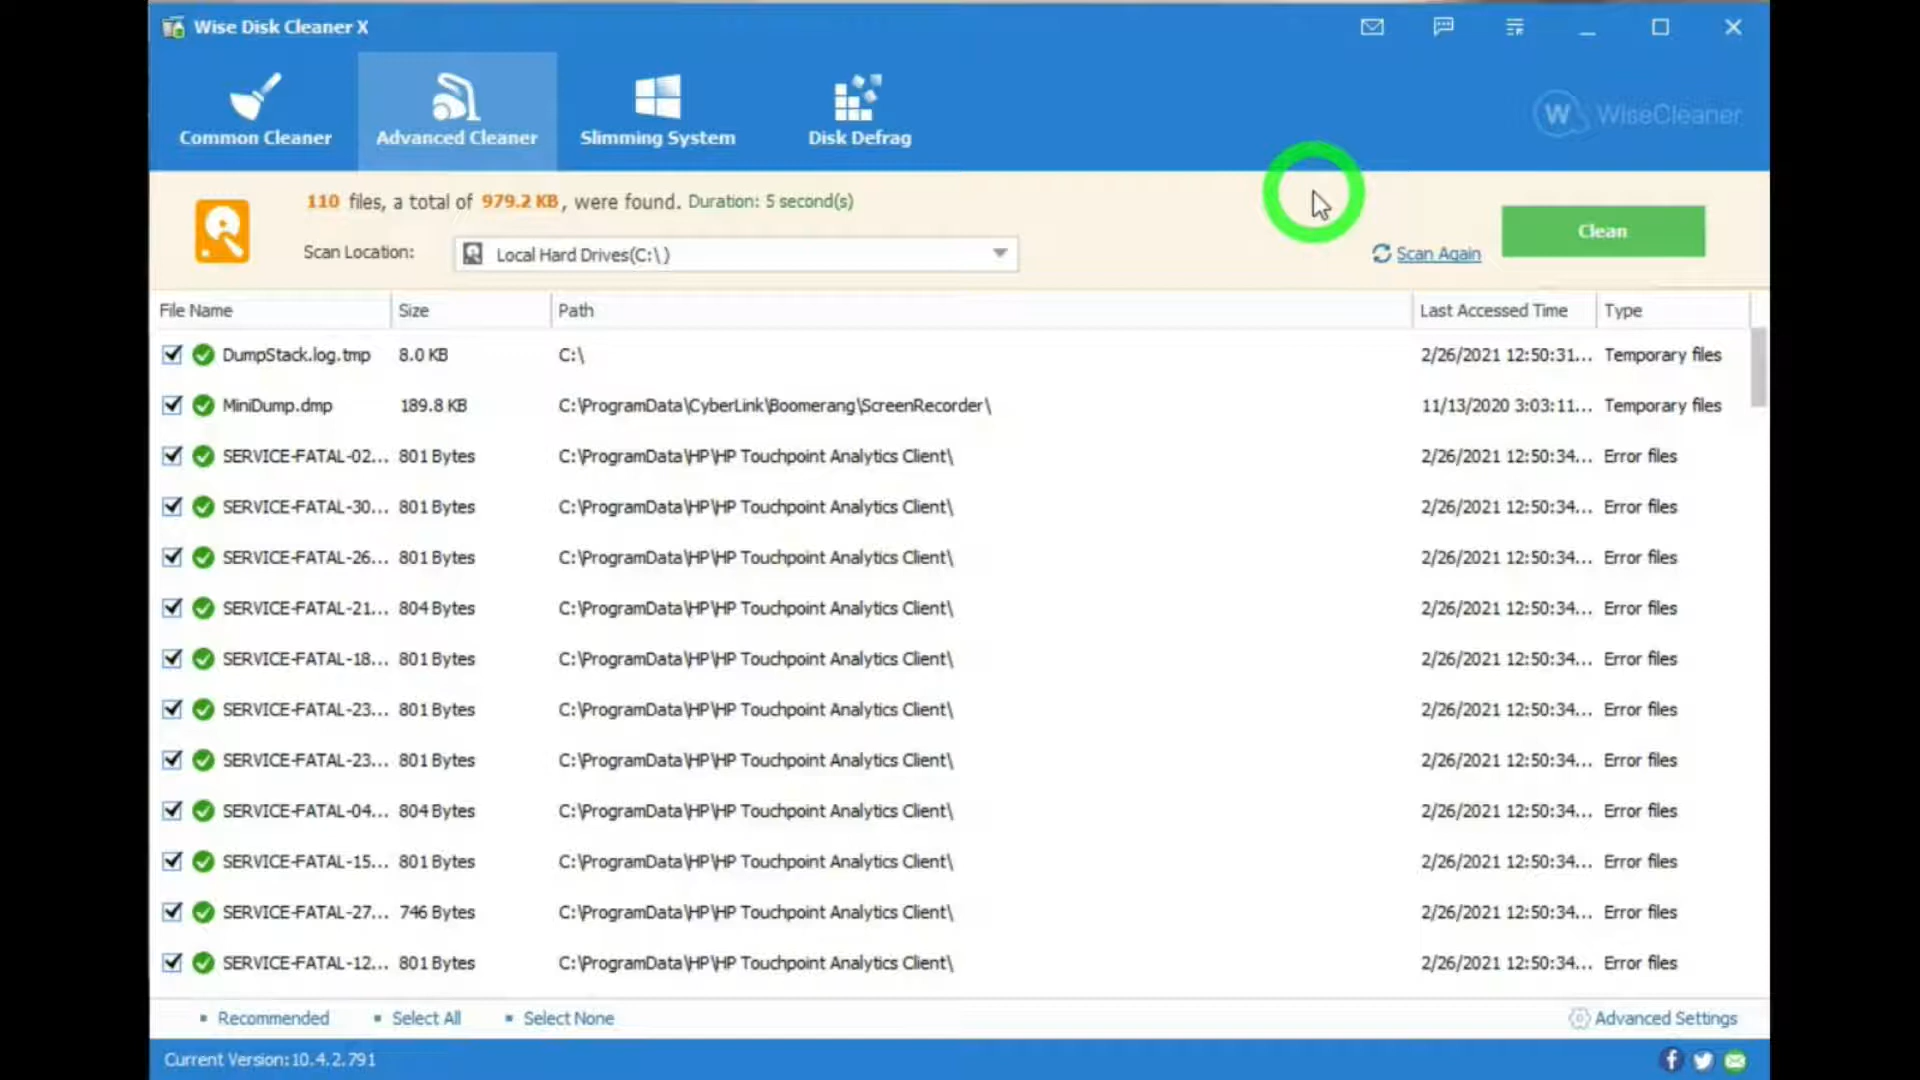 Wise Disk Cleaner X
Common Cleaner
Advanced Cleaner
Slimming System
Disk Defrag
W WiseCleaner
110 files, a total of 979.2 KB, were found. Duration: 5 second(s)
Scan Location: Local Hard Drives(C:\)
Scan Again
Clean
File Name Size Path Last Accessed Time Type
DumpStack.log.tmp 8.0 KB C:\ 2/26/2021 12:50:31... Temporary files
MiniDump.dmp 189.8 KB C:\ProgramData\CyberLink\Boomerang\ScreenRecorder\ 11/13/2020 3:03:11... Temporary files
SERVICE-FATAL-02... 801 Bytes C:\ProgramData\HP\HP Touchpoint Analytics Client\ 2/26/2021 12:50:34... Error files
SERVICE-FATAL-30... 801 Bytes C:\ProgramData\HP\HP Touchpoint Analytics Client\ 2/26/2021 12:50:34... Error files
SERVICE-FATAL-26... 801 Bytes C:\ProgramData\HP\HP Touchpoint Analytics Client\ 2/26/2021 12:50:34... Error files
SERVICE-FATAL-21... 804 Bytes C:\ProgramData\HP\HP Touchpoint Analytics Client\ 2/26/2021 12:50:34... Error files
SERVICE-FATAL-18... 801 Bytes C:\ProgramData\HP\HP Touchpoint Analytics Client\ 2/26/2021 12:50:34... Error files
SERVICE-FATAL-23... 801 Bytes C:\ProgramData\HP\HP Touchpoint Analytics Client\ 2/26/2021 12:50:34... Error files
SERVICE-FATAL-23... 801 Bytes C:\ProgramData\HP\HP Touchpoint Analytics Client\ 2/26/2021 12:50:34... Error files
SERVICE-FATAL-04... 804 Bytes C:\ProgramData\HP\HP Touchpoint Analytics Client\ 2/26/2021 12:50:34... Error files
SERVICE-FATAL-15... 801 Bytes C:\ProgramData\HP\HP Touchpoint Analytics Client\ 2/26/2021 12:50:34... Error files
SERVICE-FATAL-27... 746 Bytes C:\ProgramData\HP\HP Touchpoint Analytics Client\ 2/26/2021 12:50:34... Error files
SERVICE-FATAL-12... 801 Bytes C:\ProgramData\HP\HP Touchpoint Analytics Client\ 2/26/2021 12:50:34... Error files
Recommended Select All Select None Advanced Settings
Current Version:10.4.2.791